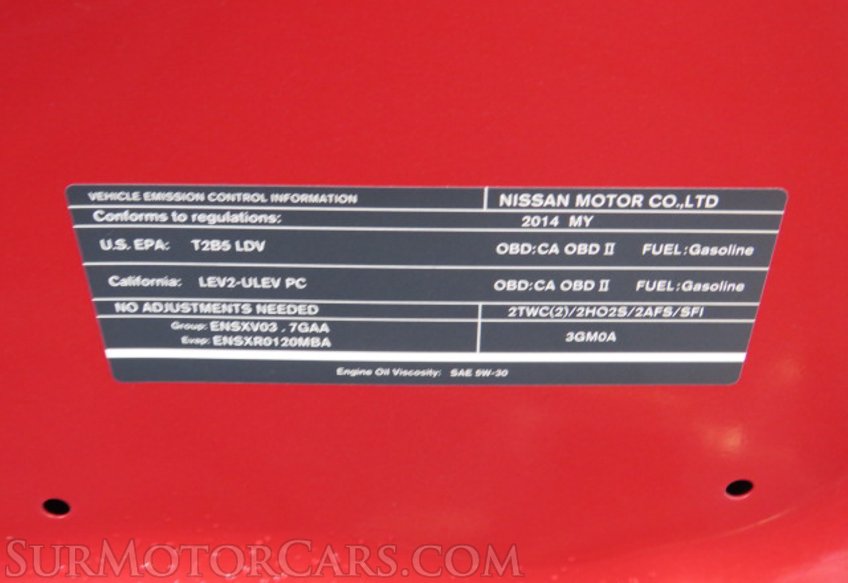 VEHICLE EMISSION CONTROL INFORMATION NISSAN MOTOR CO.,LTD
Conforms to regulations: 2014 MY
U.S. EPA: T2B5 LDV OBD:CA OBD II FUEL:Gasoline
California: LEV2-ULEV PC OBD:CA OBD II FUEL:Gasoline
NO ADJUSTMENTS NEEDED 2TWC(2)/2HO2S/2AFS/SFI
Group: ENSXV03.7GAA
Evap: ENSXR0120MBA 3GM0A
Engine Oil Viscosity: SAE 5W-30
SURMOTORCARS.COM